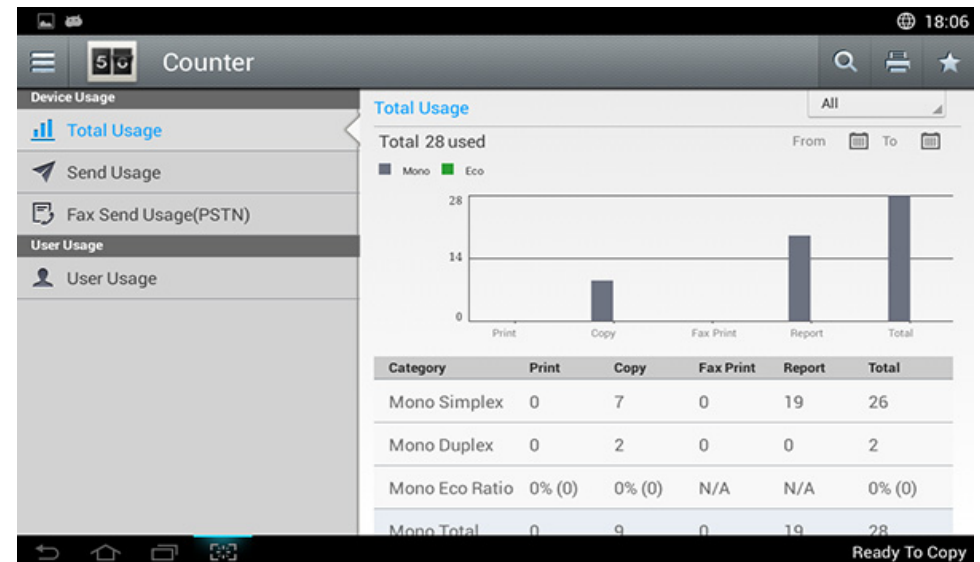 18:06
Counter
Device Usage
Total Usage
Send Usage
Fax Send Usage(PSTN)
User Usage
User Usage
Total Usage
All
Total 28 used
From To
Mono Eco
28
14
0
Print Copy Fax Print Report Total
Category Print Copy Fax Print Report Total
Mono Simplex 0 7 0 19 26
Mono Duplex 0 2 0 0 2
Mono Eco Ratio 0% (0) 0% (0) N/A N/A 0% (0)
Mono Total 0 9 0 19 28
Ready To Copy